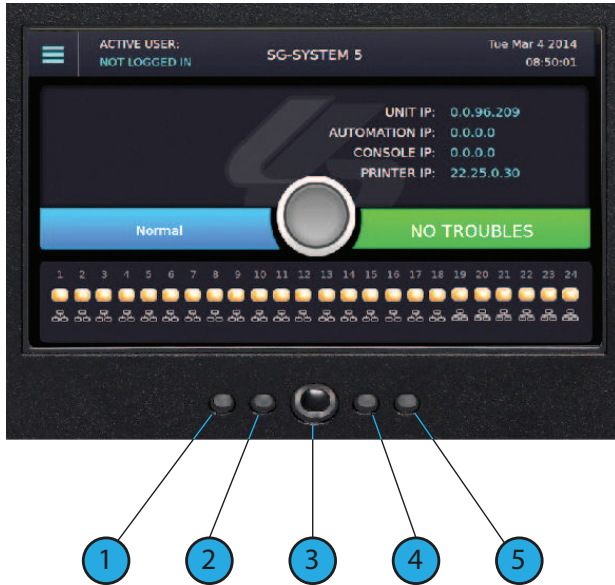 ACTIVE USER:
NOT LOGGED IN
SG-SYSTEM 5
Tue Mar 4 2014
08:50:01
UNIT IP: 0.0.96.209
AUTOMATION IP: 0.0.0.0
CONSOLE IP: 0.0.0.0
PRINTER IP: 22.25.0.30
Normal
NO TROUBLES
1 2 3 4 5 6 7 8 9 10 11 12 13 14 15 16 17 18 19 20 21 22 23 24
1 2 3 4 5